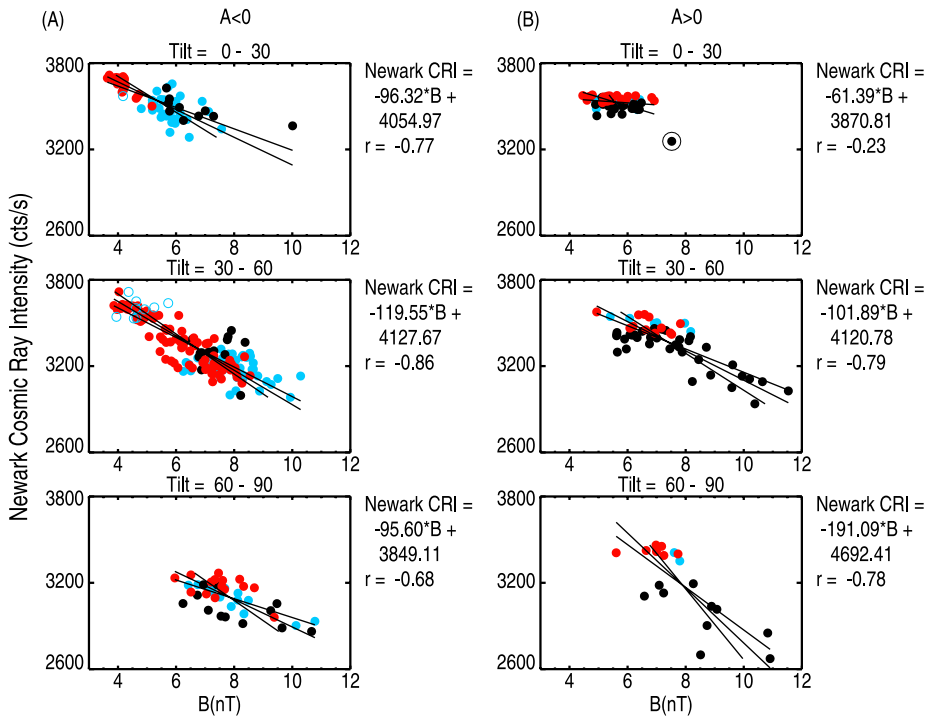 (A)
A<0
(B)
A>0
Newark Cosmic Ray Intensity (cts/s)
Tilt = 0 - 30
3800
3200
2600
4 6 8 10 12
Newark CRI =
-96.32*B +
4054.97
r = -0.77
Tilt = 0 - 30
3800
3200
2600
4 6 8 10 12
Newark CRI =
-61.39*B +
3870.81
r = -0.23
Tilt = 30 - 60
3800
3200
2600
4 6 8 10 12
Newark CRI =
-119.55*B +
4127.67
r = -0.86
Tilt = 30 - 60
3800
3200
2600
4 6 8 10 12
Newark CRI =
-101.89*B +
4120.78
r = -0.79
Tilt = 60 - 90
3800
3200
2600
4 6 8 10 12
B(nT)
Newark CRI =
-95.60*B +
3849.11
r = -0.68
Tilt = 60 - 90
3800
3200
2600
4 6 8 10 12
B(nT)
Newark CRI =
-191.09*B +
4692.41
r = -0.78